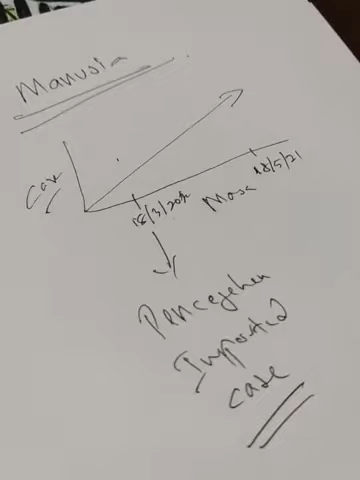 Manusia
Case
18/3/2020
Masa
18/5/21
Pencegahan
Imported
case